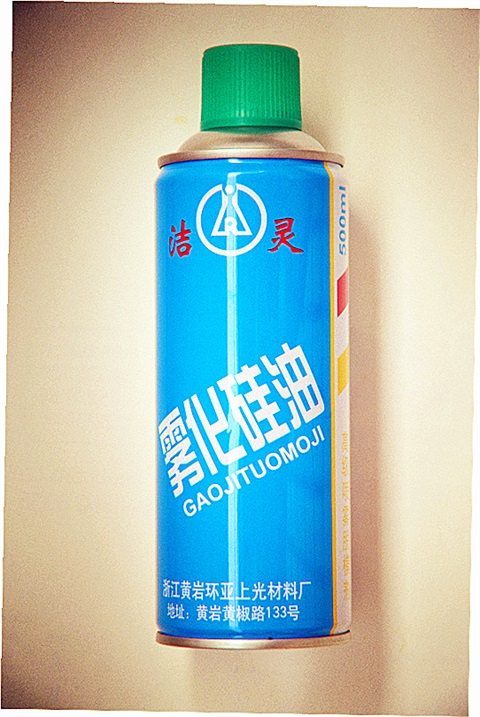 洁 灵
R
500ml
雾化硅油
GAOJITUOMOJI
浙江黄岩环亚上光材料厂
地址：黄岩黄椒路133号